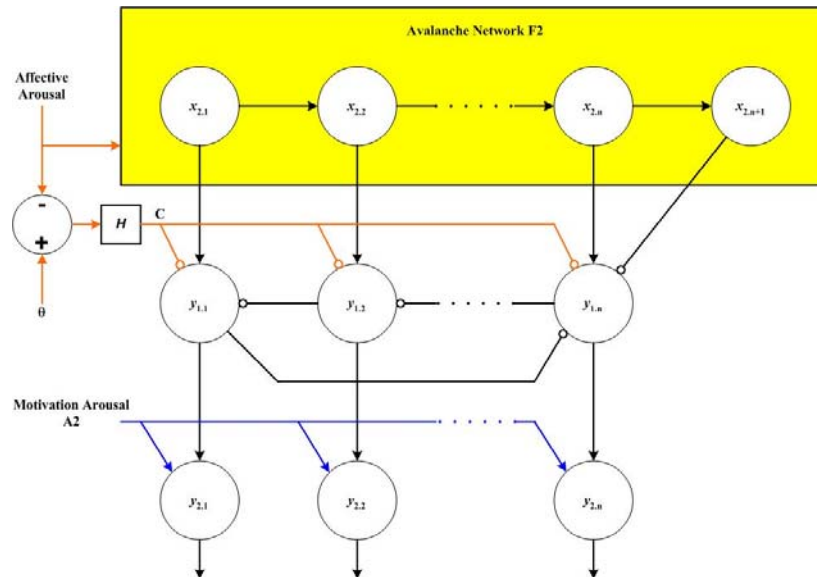 Avalanche Network F2
Affective
Arousal
x2.1
x2.2
x2.n
x2.n+1
-
+
H
C
θ
y1.1
y1.2
y1.n
Motivation Arousal
A2
y2.1
y2.2
y2.n